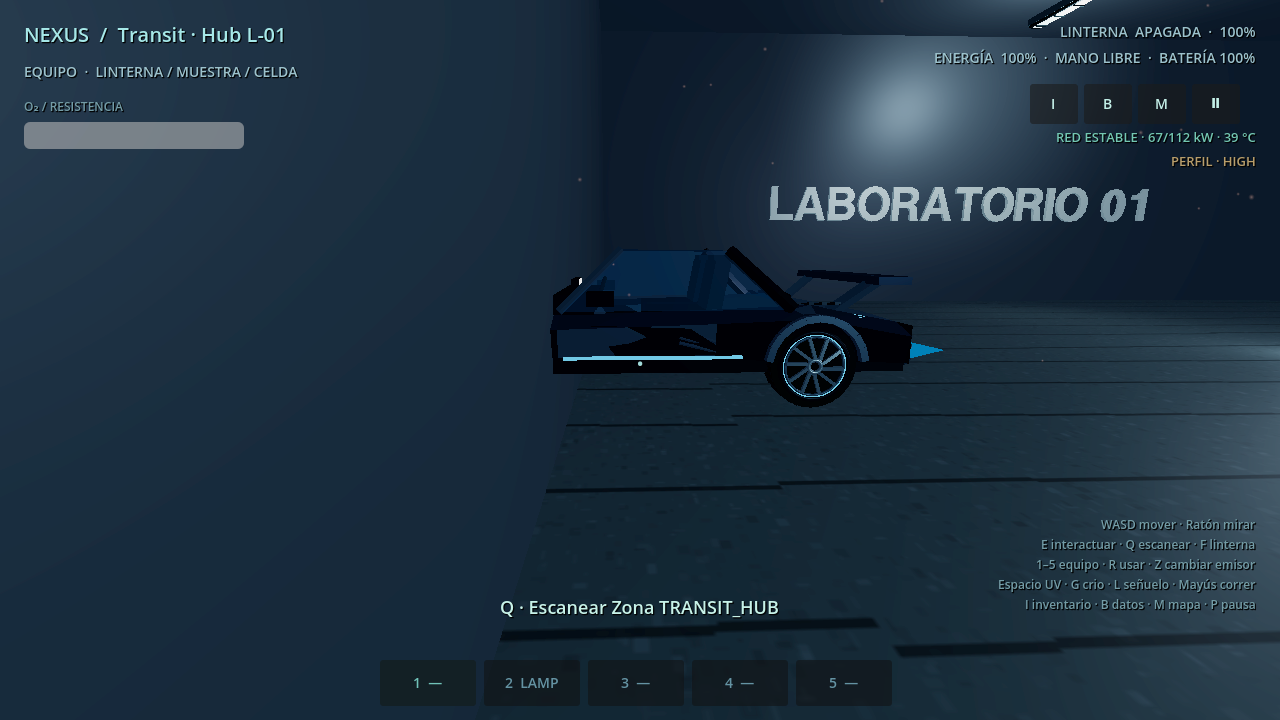 NEXUS / Transit · Hub L-01
EQUIPO · LINTERNA / MUESTRA / CELDA
O₂ / RESISTENCIA
LINTERNA APAGADA · 100%
ENERGÍA 100% · MANO LIBRE · BATERÍA 100%
I B M ⏸
RED ESTABLE · 67/112 kW · 39 °C
PERFIL · HIGH
LABORATORIO 01
WASD mover · Ratón mirar
E interactuar · Q escanear · F linterna
1–5 equipo · R usar · Z cambiar emisor
Espacio UV · G crio · L señuelo · Mayús correr
I inventario · B datos · M mapa · P pausa
Q · Escanear Zona TRANSIT_HUB
1 — 2 LAMP 3 — 4 — 5 —